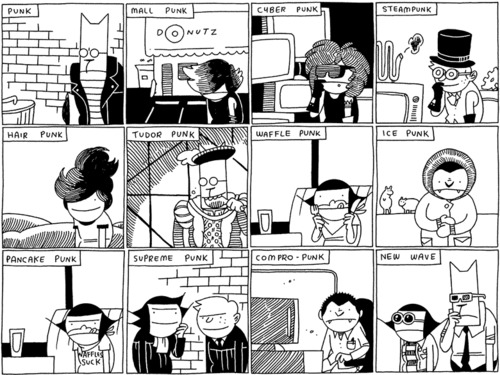 PUNK
MALL PUNK
DONUTZ
CYBER PUNK
STEAMPUNK
HAIR PUNK
TUDOR PUNK
WAFFLE PUNK
ICE PUNK
PANCAKE PUNK
WAFFLES
SUCK
SUPREME PUNK
COMPRO-PUNK
NEW WAVE